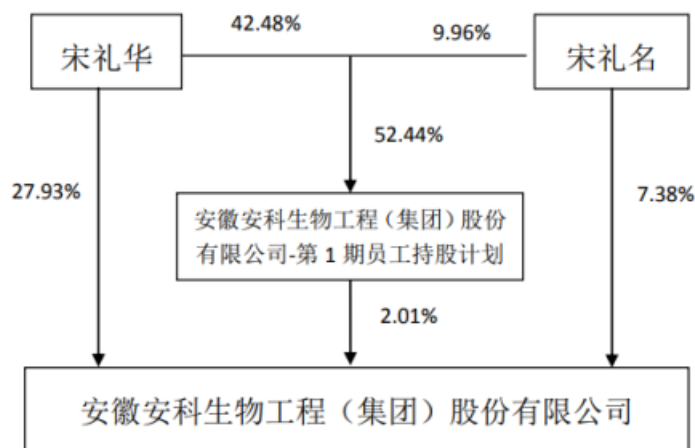 42.48%
9.96%
宋礼华
宋礼名
52.44%
27.93%
7.38%
安徽安科生物工程（集团）股份
有限公司-第 1 期员工持股计划
2.01%
安徽安科生物工程（集团）股份有限公司